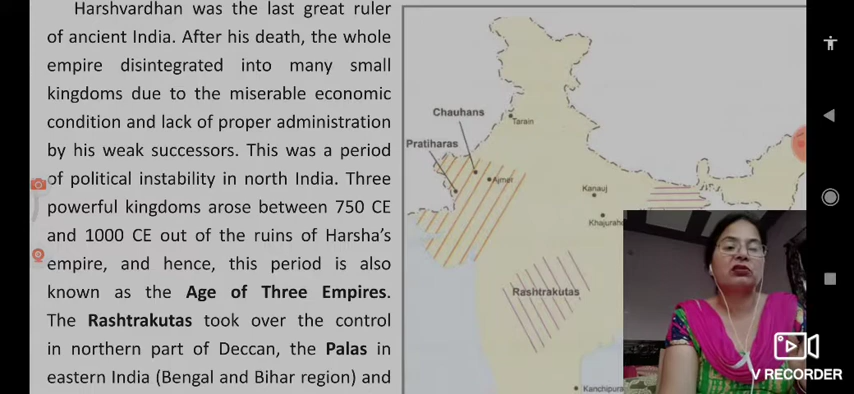 Harshvardhan was the last great ruler
of ancient India. After his death, the whole
empire disintegrated into many small
kingdoms due to the miserable economic
condition and lack of proper administration
by his weak successors. This was a period
of political instability in north India. Three
powerful kingdoms arose between 750 CE
and 1000 CE out of the ruins of Harsha's
empire, and hence, this period is also
known as the Age of Three Empires.
The Rashtrakutas took over the control
in northern part of Deccan, the Palas in
eastern India (Bengal and Bihar region) and
Chauhans
Tarain
Pratiharas
Ajmer
Kanauj
Khajuraho
Rashtrakutas
Kanchipura
V RECORDER